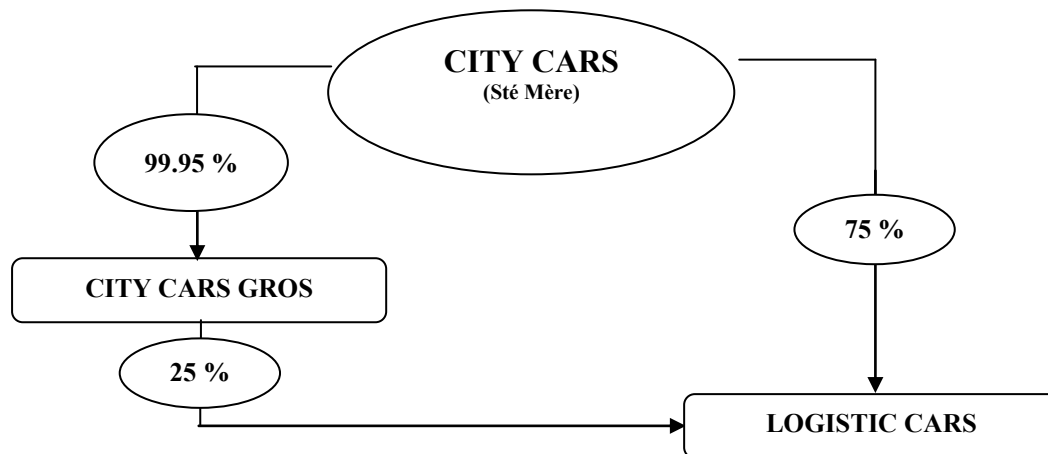 CITY CARS
(Sté Mère)
99.95 %
75 %
CITY CARS GROS
25 %
LOGISTIC CARS